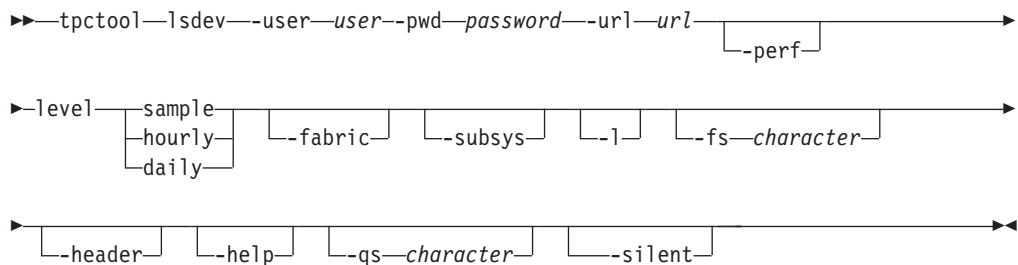 tpctool lsdev -user user -pwd password -url url
-perf
level sample
hourly
daily
-fabric -subsys -l -fs character
-header -help -qs character -silent